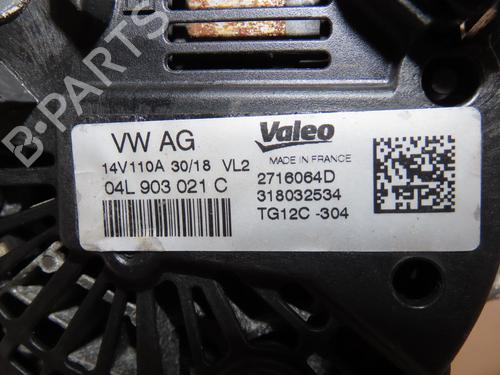 B-PARTS
VW AG
Valeo
14V110A 30/18 VL2
MADE IN FRANCE
04L 903 021 C
2716064D
318032534
TG12C -304